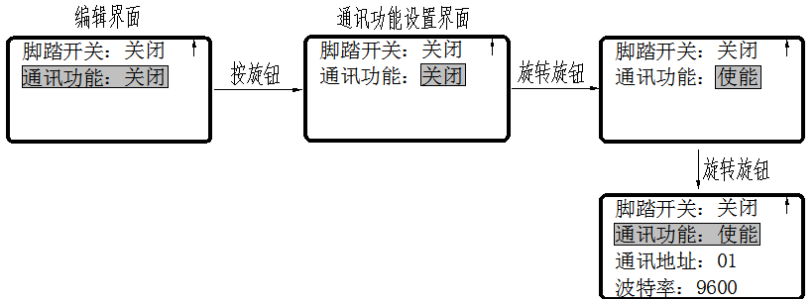 编辑界面
脚踏开关：关闭
通讯功能：关闭
按旋钮
通讯功能设置界面
脚踏开关：关闭
通讯功能：关闭
旋转旋钮
脚踏开关：关闭
通讯功能：使能
旋转旋钮
脚踏开关：关闭
通讯功能：使能
通讯地址：01
波特率：9600